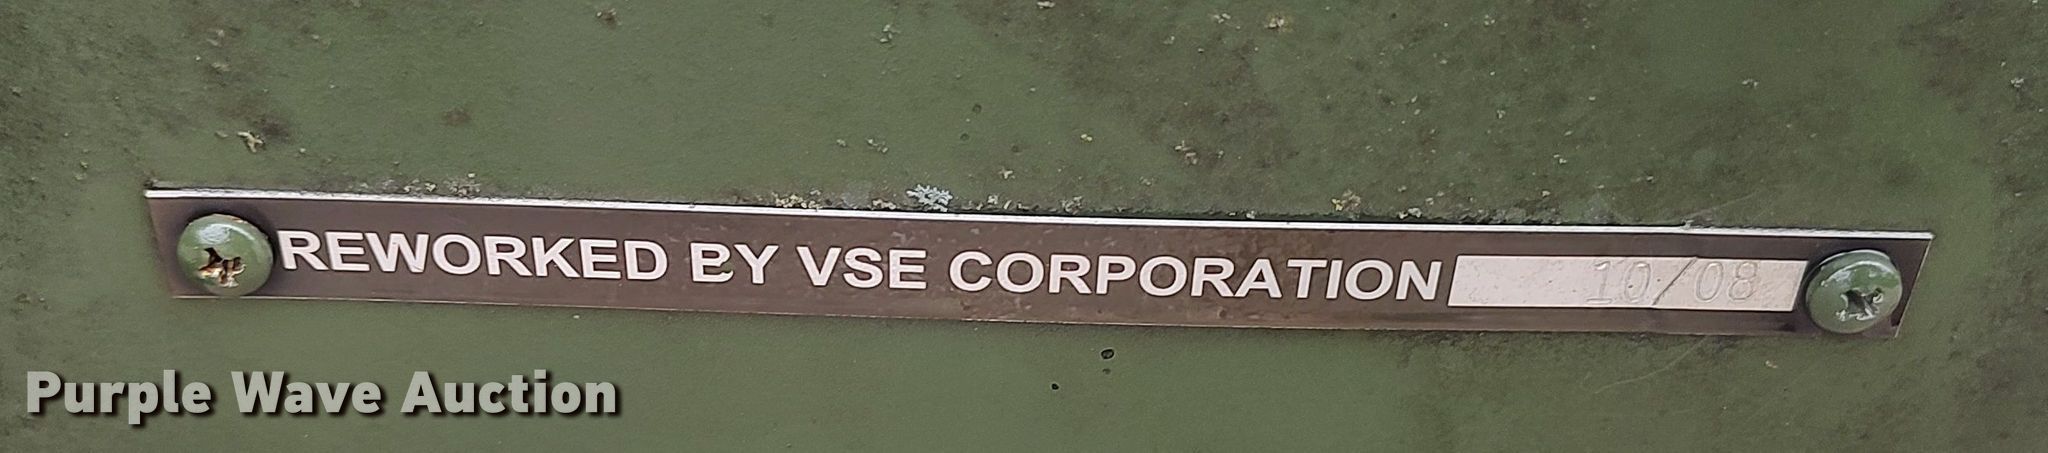 REWORKED BY VSE CORPORATION 10/08
Purple Wave Auction